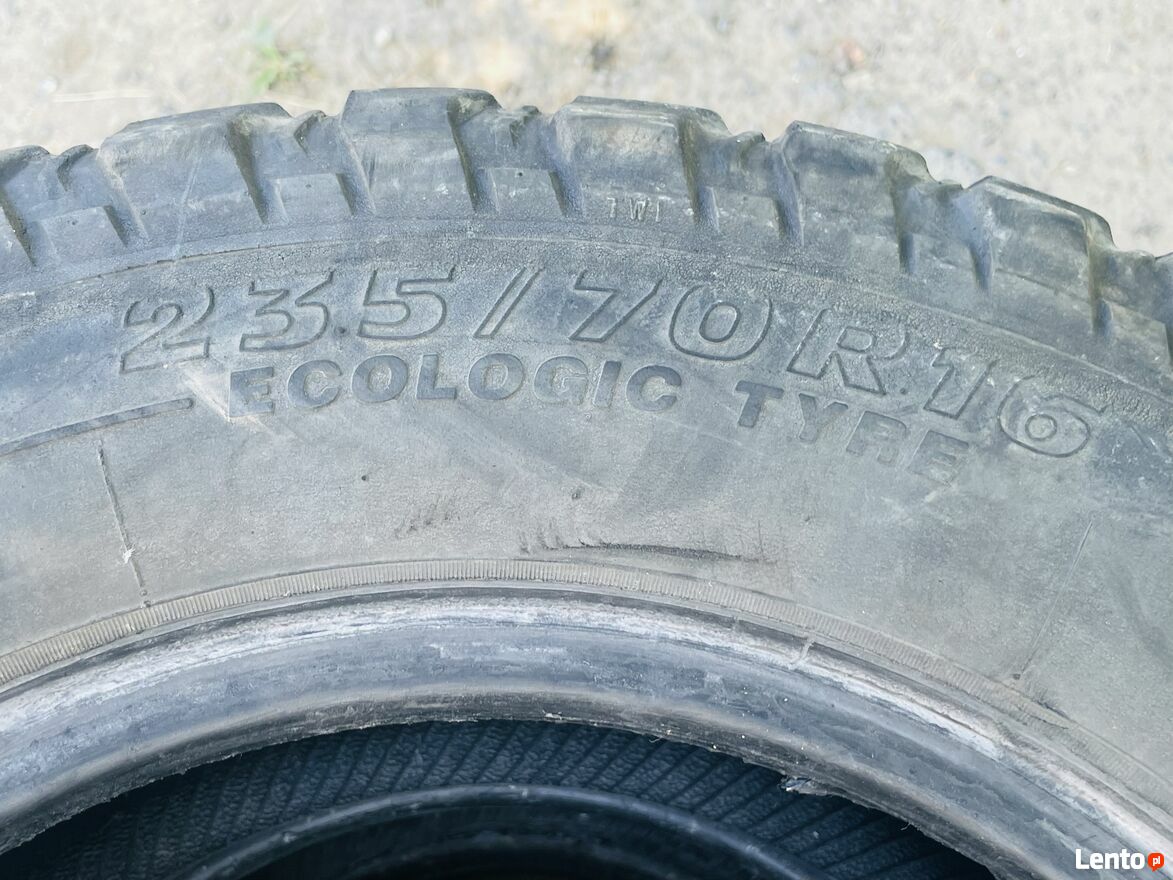 TWI
235/70R16
ECOLOGIC TYRE
Lento.pl